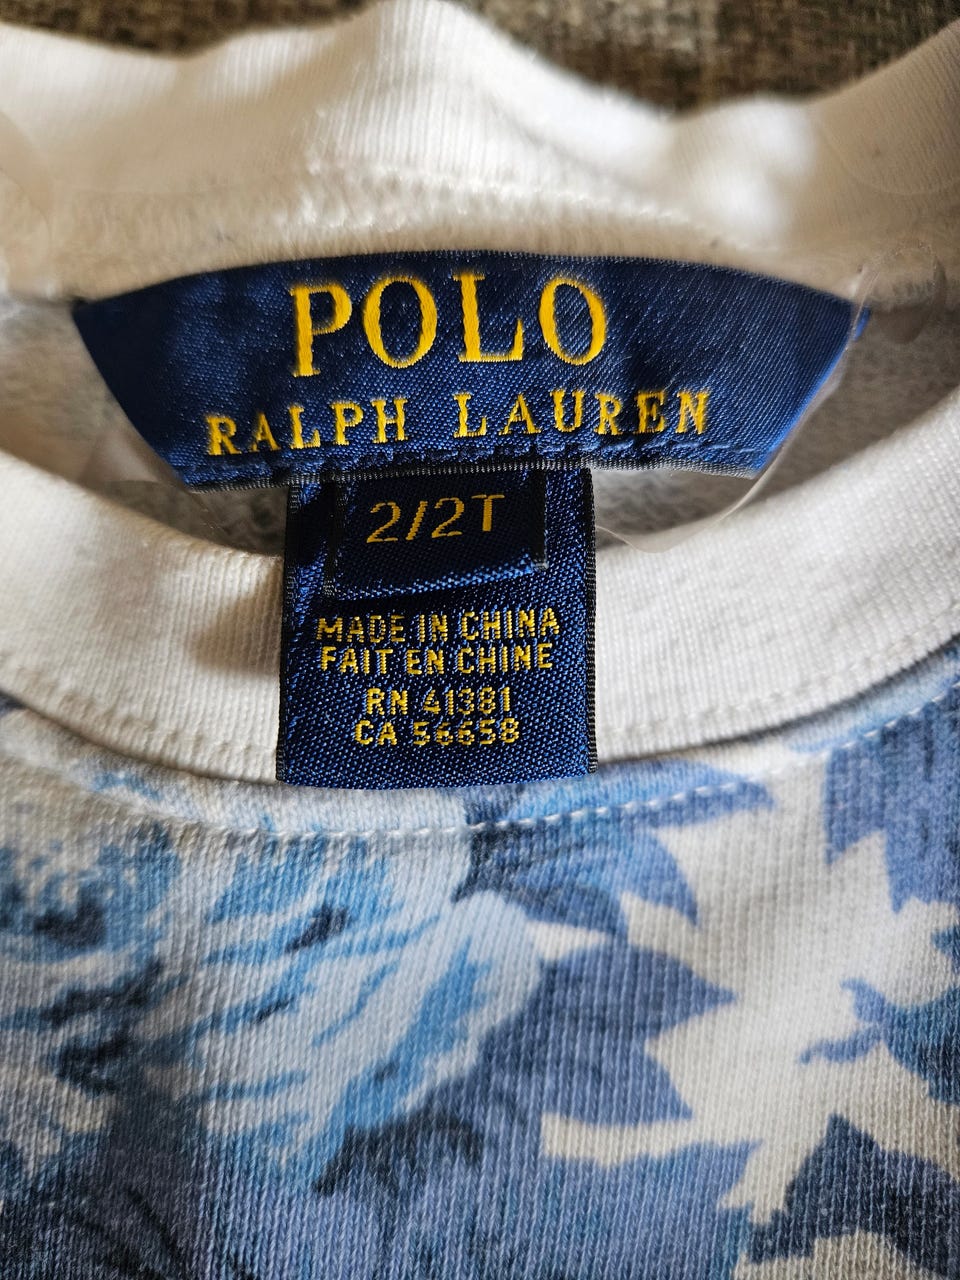 POLO
RALPH LAUREN
2/2T
MADE IN CHINA
FAIT EN CHINE
RN 41381
CA 56658